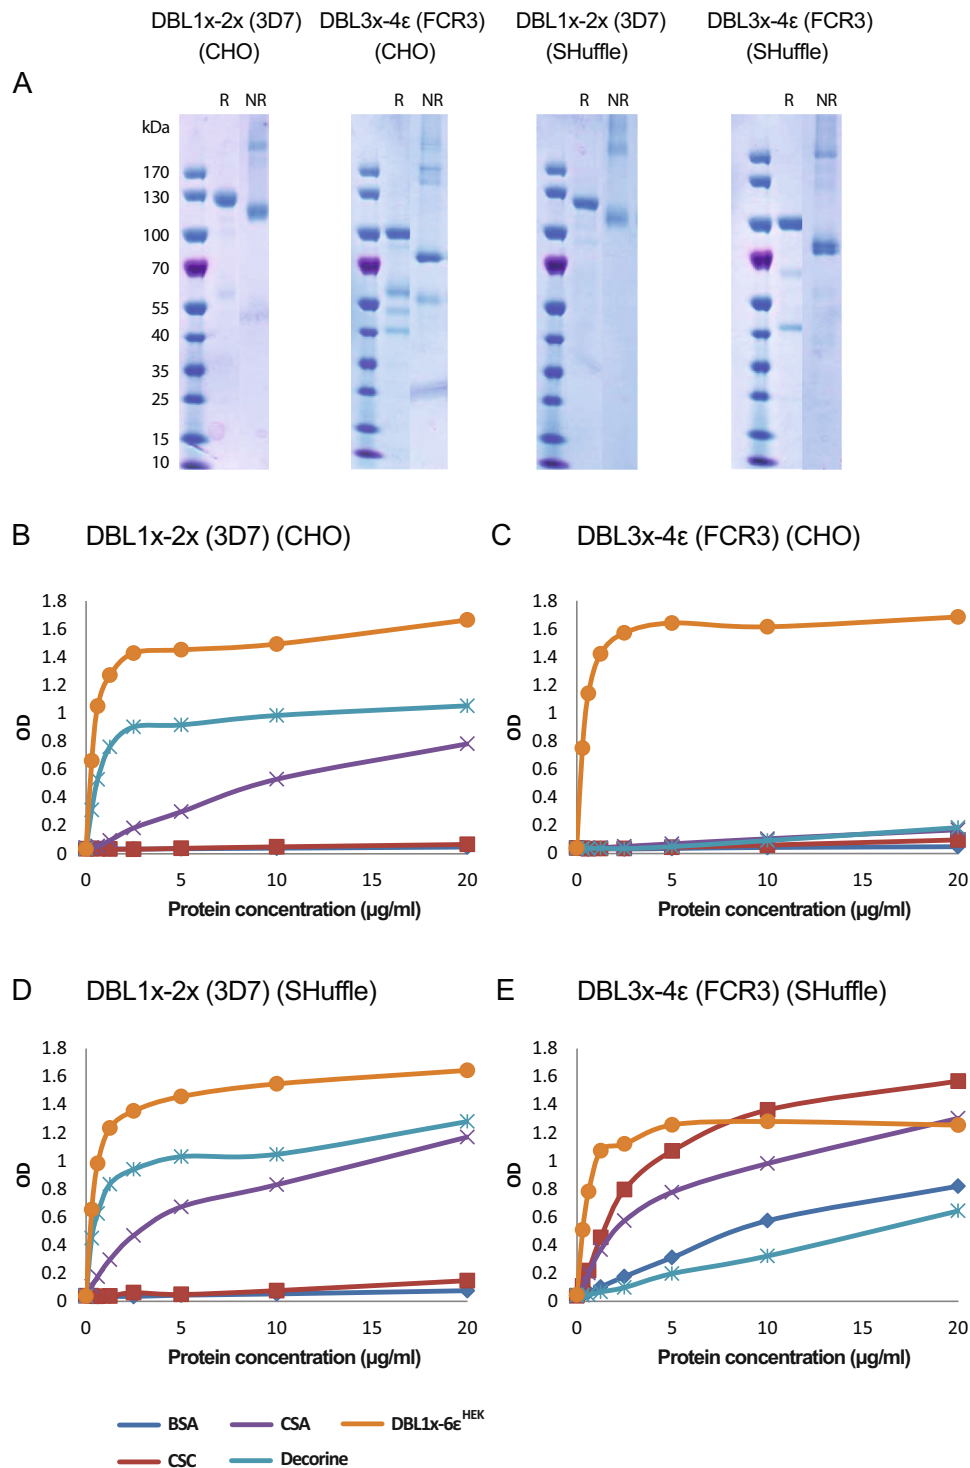 DBL1x-2x (3D7) DBL3x-4ε (FCR3) DBL1x-2x (3D7) DBL3x-4ε (FCR3)
(CHO) (CHO) (SHuffle) (SHuffle)
A
R NR R NR R NR R NR
kDa
170
130
100
70
55
40
35
25
15
10
B DBL1x-2x (3D7) (CHO)
1.8
1.6
1.4
1.2
1
0.8
0.6
0.4
0.2
0
OD
0 5 10 15 20
Protein concentration (µg/ml)
C DBL3x-4ε (FCR3) (CHO)
1.8
1.6
1.4
1.2
1
0.8
0.6
0.4
0.2
0
OD
0 5 10 15 20
Protein concentration (µg/ml)
D DBL1x-2x (3D7) (SHuffle)
1.8
1.6
1.4
1.2
1
0.8
0.6
0.4
0.2
0
OD
0 5 10 15 20
Protein concentration (µg/ml)
E DBL3x-4ε (FCR3) (SHuffle)
1.8
1.6
1.4
1.2
1
0.8
0.6
0.4
0.2
0
OD
0 5 10 15 20
Protein concentration (µg/ml)
BSA CSA DBL1x-6ε^HEK
CSC Decorine